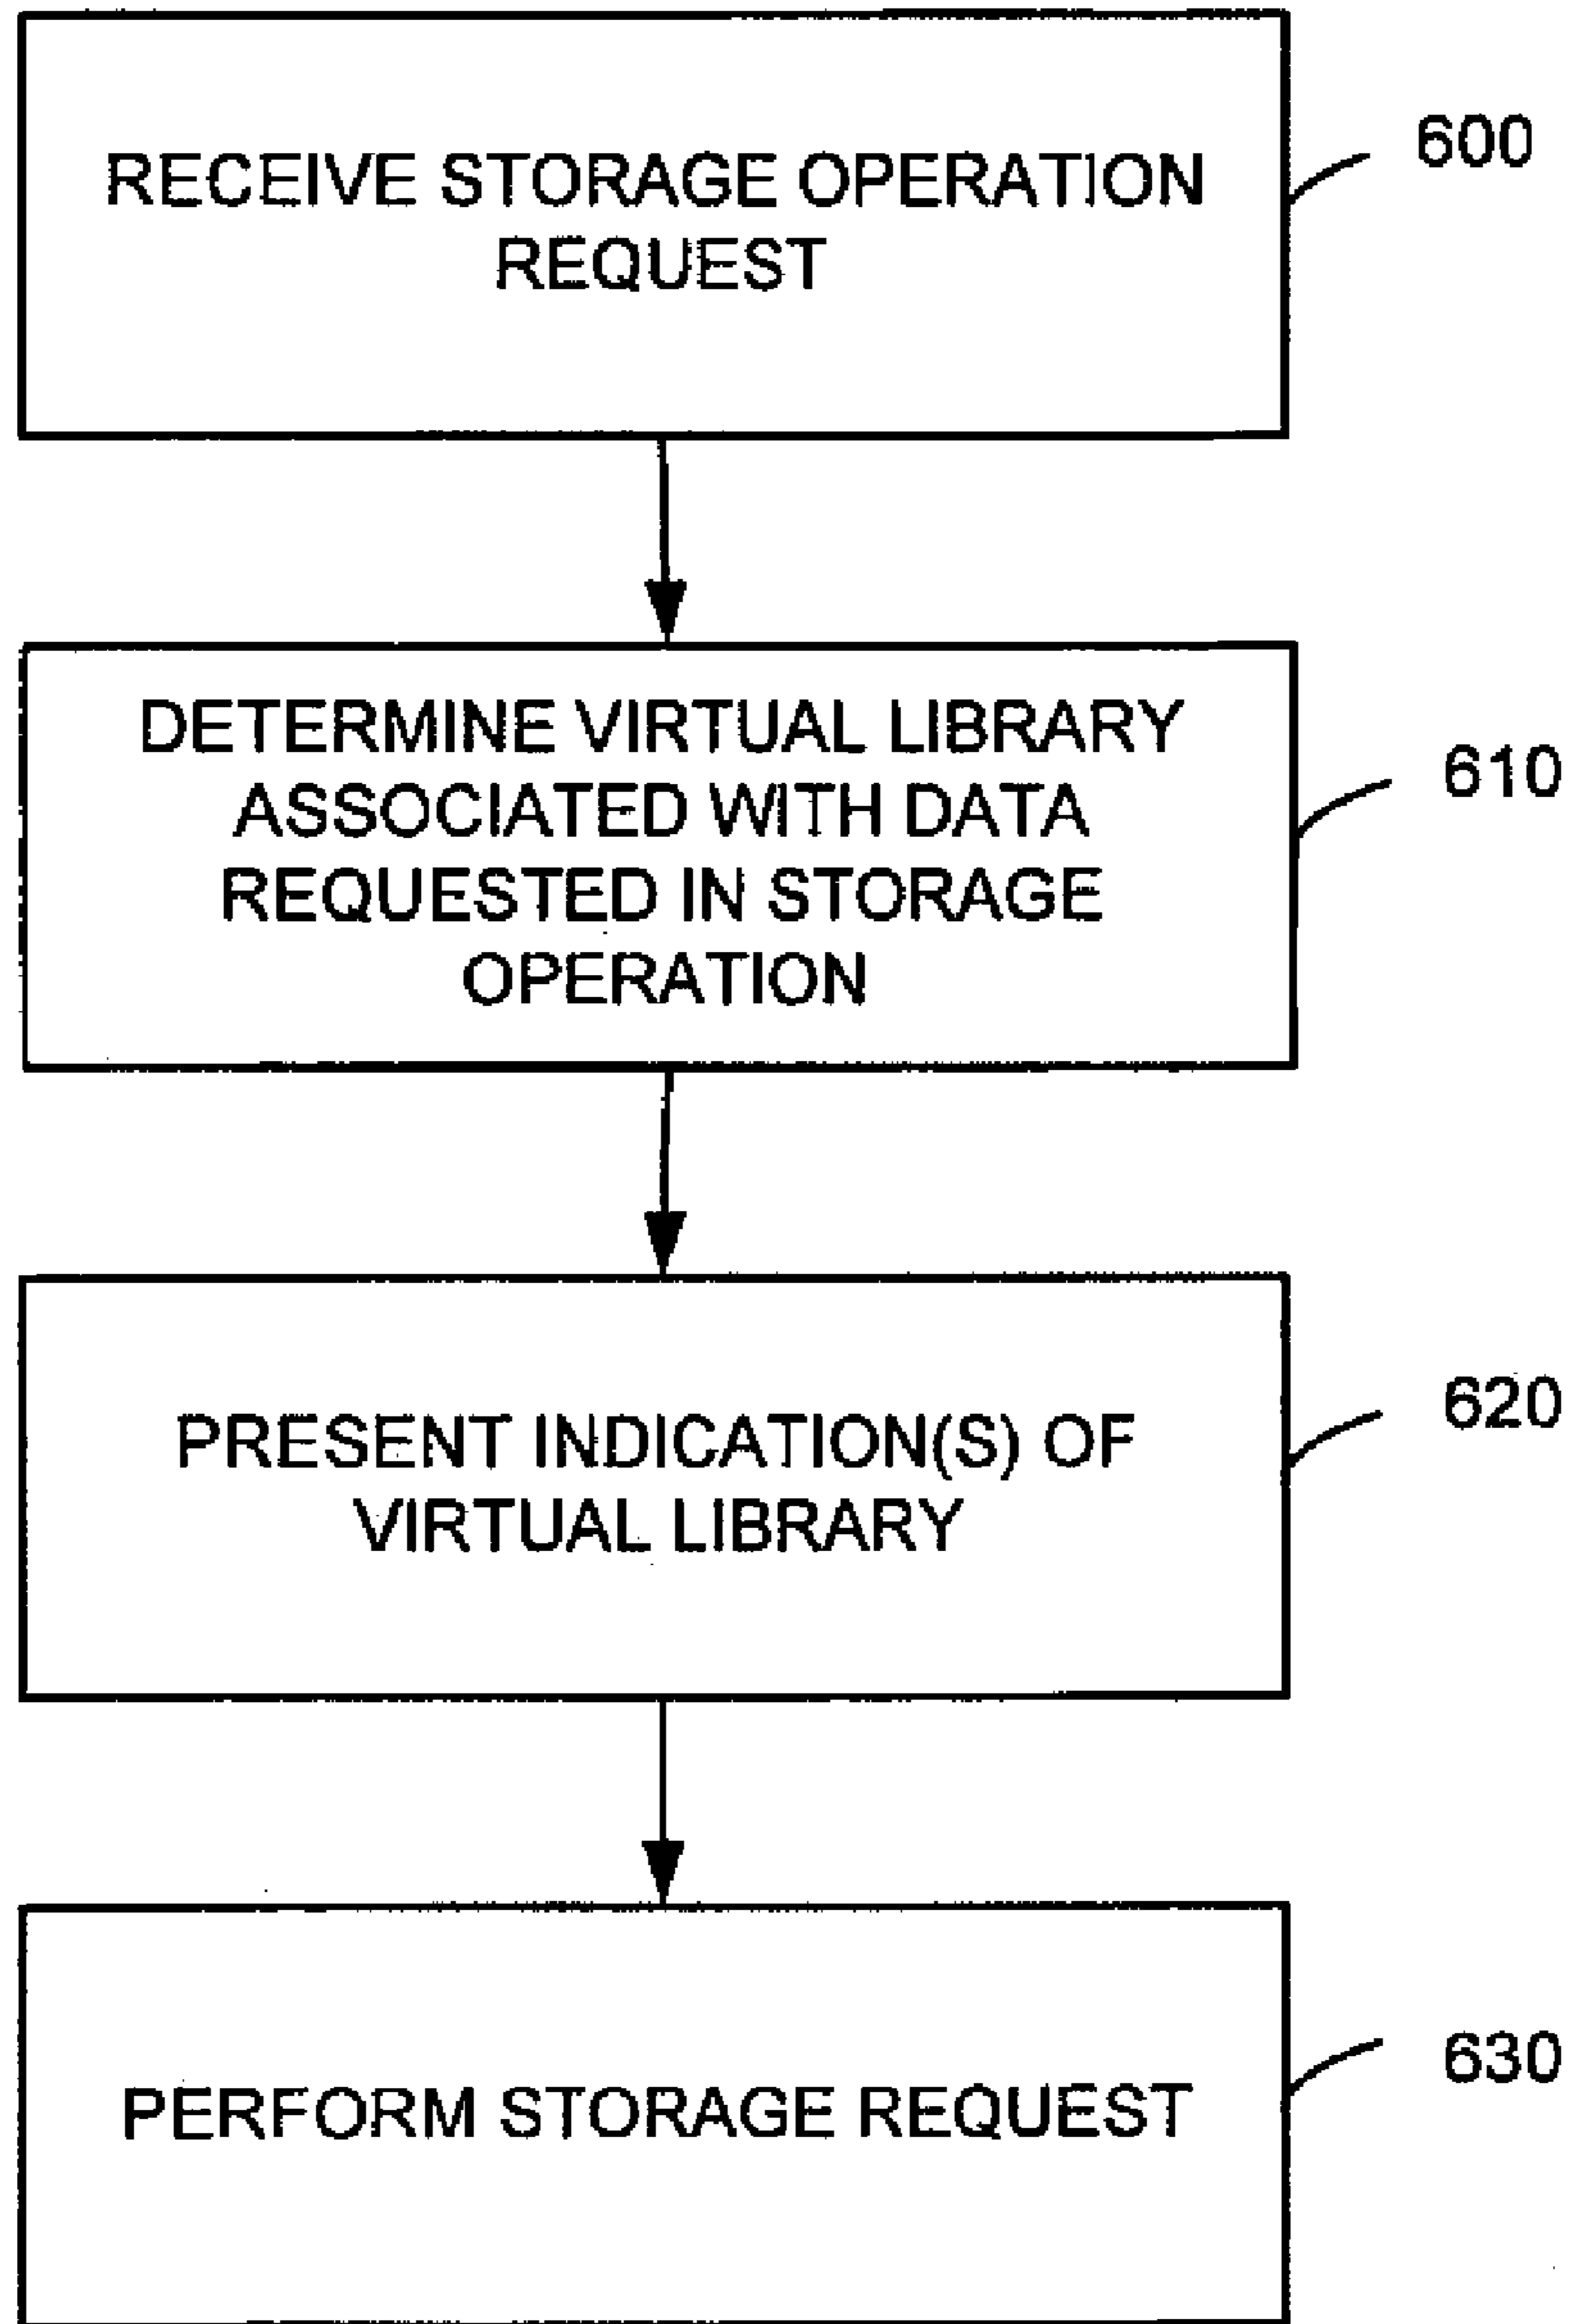 RECEIVE STORAGE OPERATION
REQUEST
600
DETERMINE VIRTUAL LIBRARY
ASSOCIATED WITH DATA
REQUESTED IN STORAGE
OPERATION
610
PRESENT INDICATION(S) OF
VIRTUAL LIBRARY
620
PERFORM STORAGE REQUEST
630